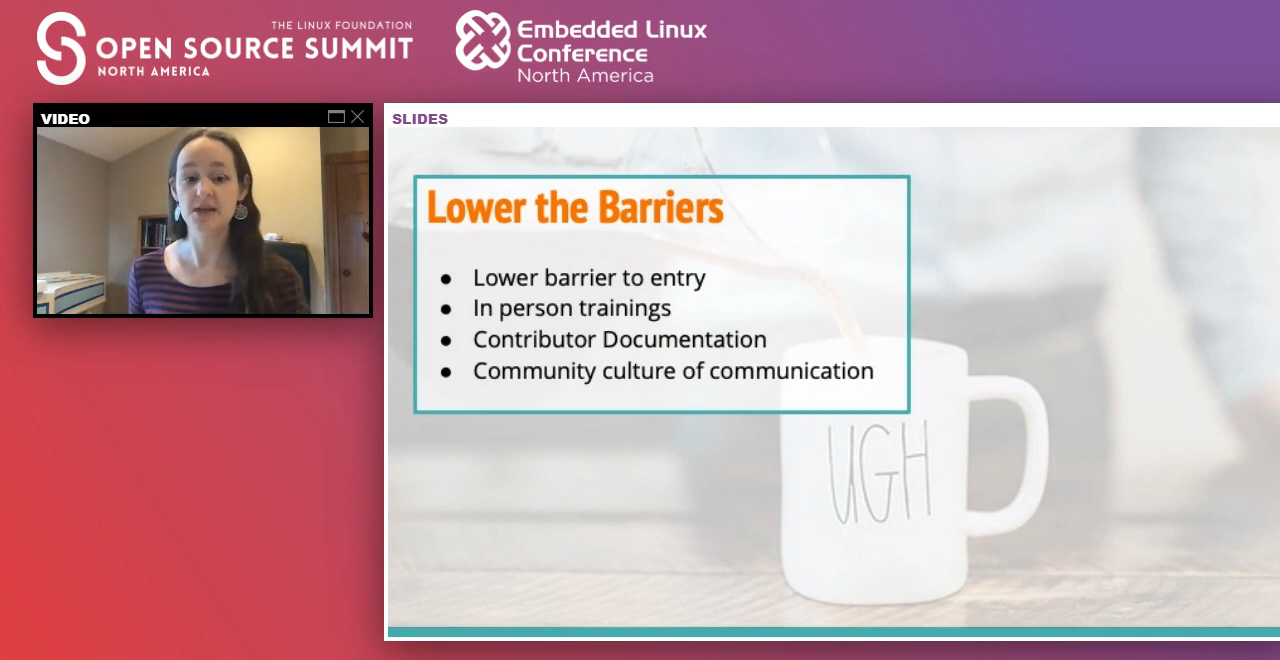 THE LINUX FOUNDATION
OPEN SOURCE SUMMIT
NORTH AMERICA
Embedded Linux
Conference
North America
VIDEO
SLIDES
Lower the Barriers
● Lower barrier to entry
● In person trainings
● Contributor Documentation
● Community culture of communication
UGH